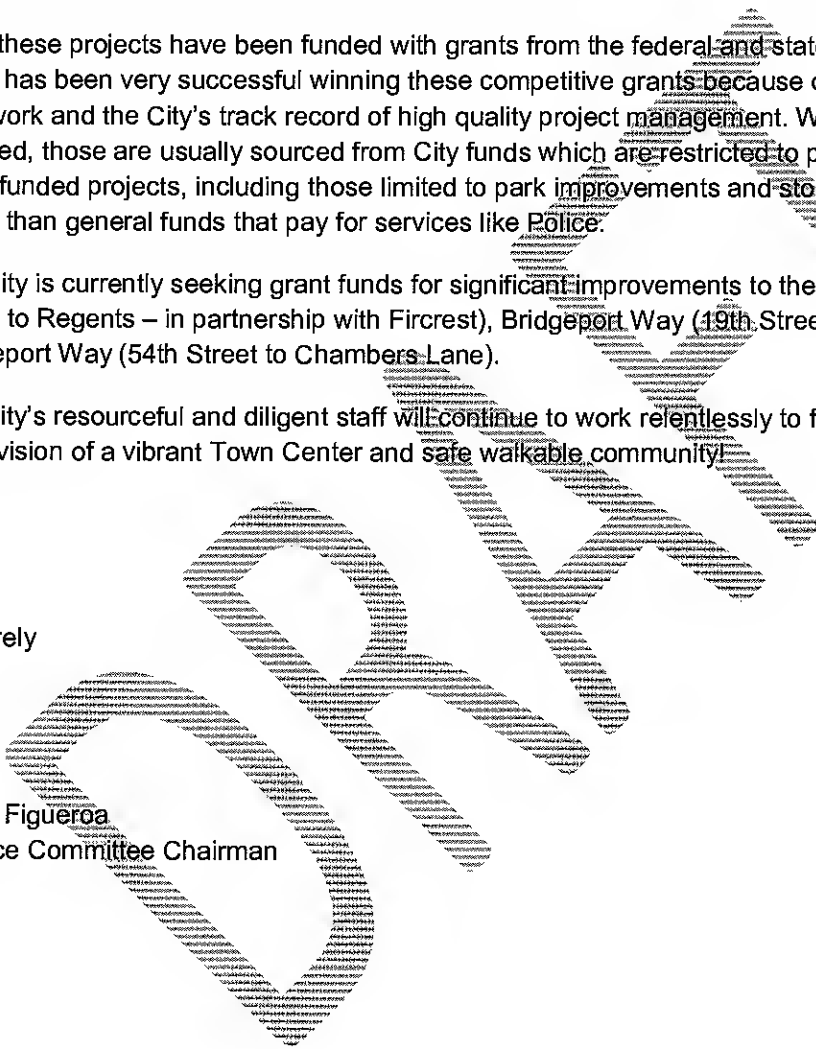 these projects have been funded with grants from the federal and state
has been very successful winning these competitive grants because
work and the City's track record of high quality project management. W
ed, those are usually sourced from City funds which are restricted to p
funded projects, including those limited to park improvements and sto
than general funds that pay for services like Police.
ity is currently seeking grant funds for significant improvements to the
to Regents – in partnership with Fircrest), Bridgeport Way (19th Stree
eport Way (54th Street to Chambers Lane).
ity's resourceful and diligent staff will continue to work relentlessly to f
vision of a vibrant Town Center and safe walkable community!
rely
Figueroa
ce Committee Chairman
DRAFT